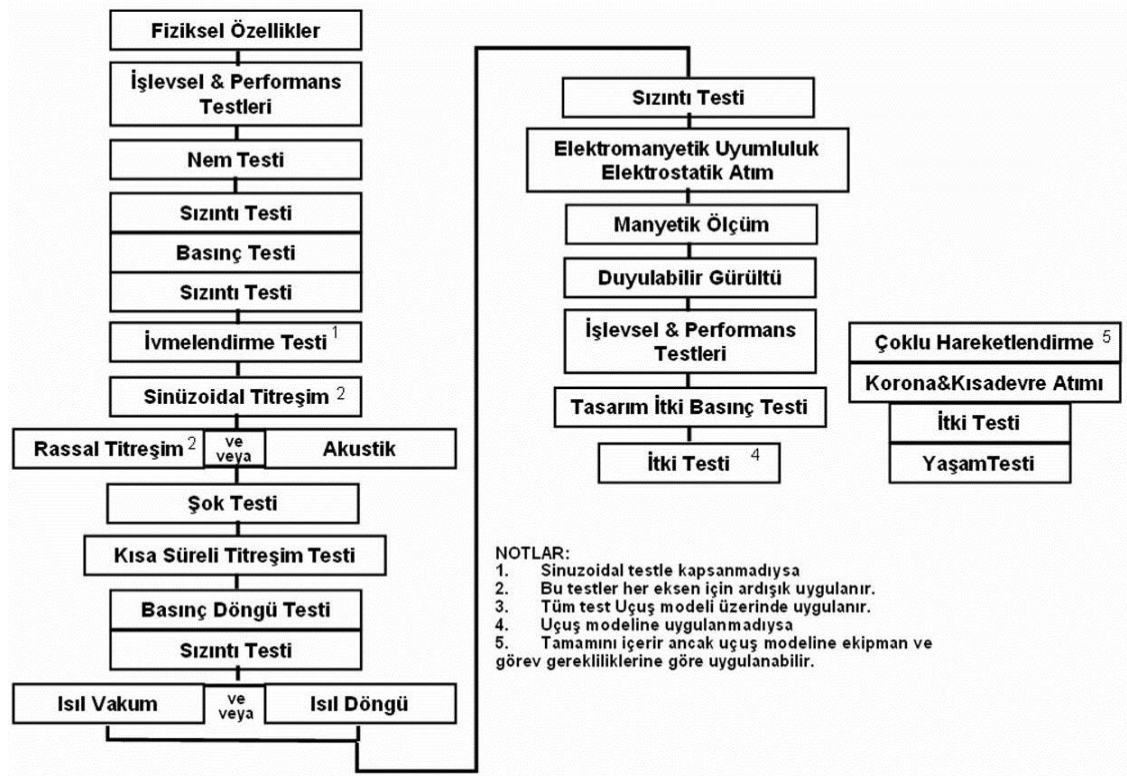 Fiziksel Özellikler
İşlevsel & Performans
Testleri
Nem Testi
Sızıntı Testi
Basınç Testi
Sızıntı Testi
İvmelendirme Testi 1
Sinüzoidal Titreşim 2
Rassal Titreşim 2
ve
veya
Akustik
Şok Testi
Kısa Süreli Titreşim Testi
Basınç Döngü Testi
Sızıntı Testi
Isıl Vakum
ve
veya
Isıl Döngü
Sızıntı Testi
Elektromanyetik Uyumluluk
Elektrostatik Atım
Manyetik Ölçüm
Duyulabilir Gürültü
İşlevsel & Performans
Testleri
Tasarım İtki Basınç Testi
İtki Testi 4
Çoklu Hareketlendirme 5
Korona&Kısadevre Atımı
İtki Testi
YaşamTesti
NOTLAR:
1. Sinuzoidal testle kapsanmadıysa
2. Bu testler her eksen için ardışık uygulanır.
3. Tüm test Uçuş modeli üzerinde uygulanır.
4. Uçuş modeline uygulanmadıysa
5. Tamamını içerir ancak uçuş modeline ekipman ve
görev gerekliliklerine göre uygulanabilir.